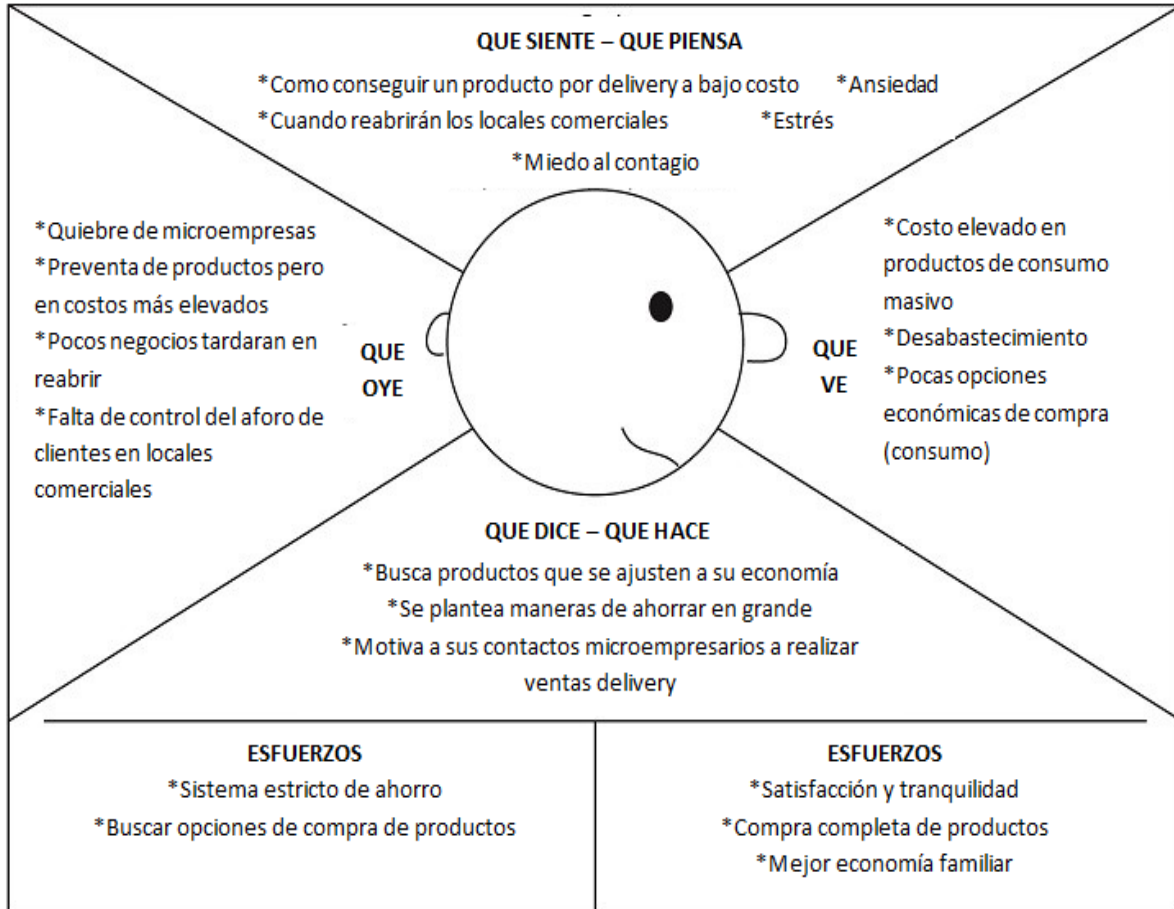 QUE SIENTE – QUE PIENSA
*Como conseguir un producto por delivery a bajo costo *Ansiedad
*Cuando reabrirán los locales comerciales *Estrés
*Miedo al contagio
*Quiebre de microempresas
*Preventa de productos pero
en costos más elevados
*Pocos negocios tardaran en
reabrir
*Falta de control del aforo de
clientes en locales
comerciales
QUE
OYE
QUE
VE
*Costo elevado en
productos de consumo
masivo
*Desabastecimiento
*Pocas opciones
económicas de compra
(consumo)
QUE DICE – QUE HACE
*Busca productos que se ajusten a su economía
*Se plantea maneras de ahorrar en grande
*Motiva a sus contactos microempresarios a realizar
ventas delivery
ESFUERZOS
*Sistema estricto de ahorro
*Buscar opciones de compra de productos
ESFUERZOS
*Satisfacción y tranquilidad
*Compra completa de productos
*Mejor economía familiar